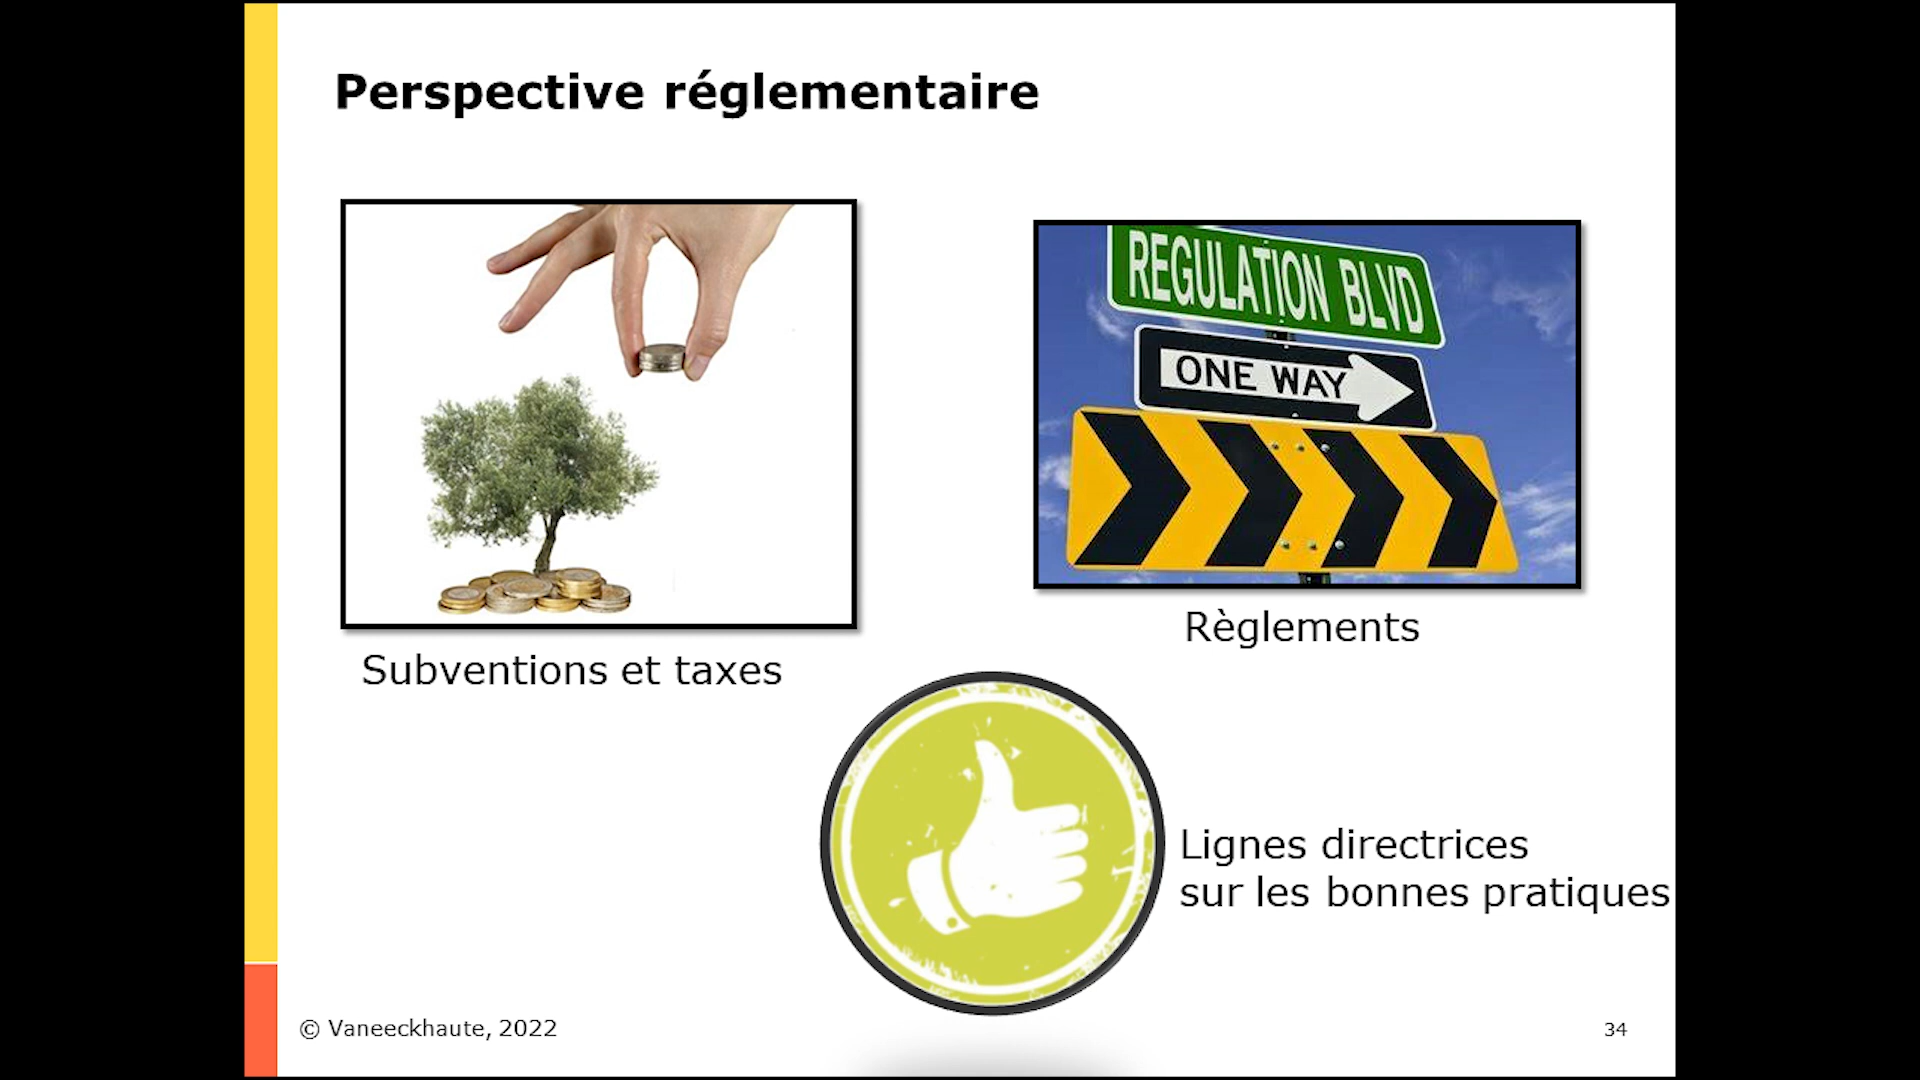 Perspective réglementaire
REGULATION BLVD
ONE WAY
Subventions et taxes
Règlements
Lignes directrices
sur les bonnes pratiques
© Vaneeckhaute, 2022
34